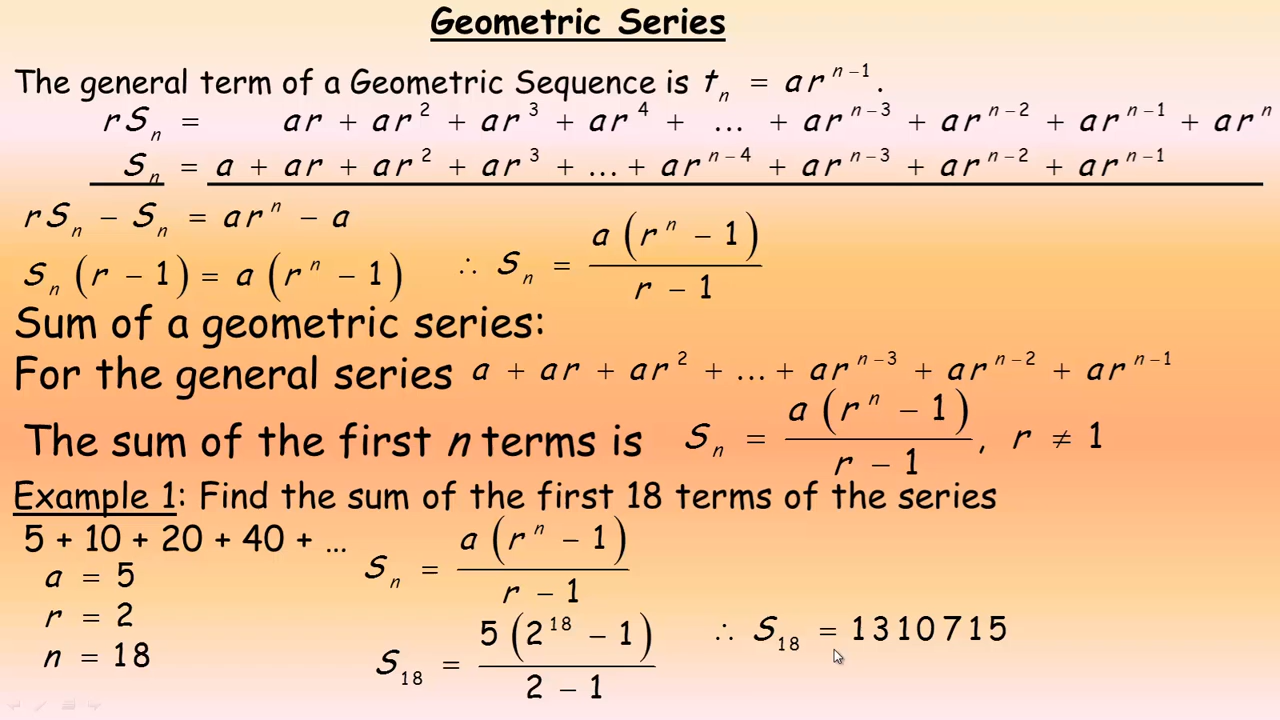 Geometric Series
The general term of a Geometric Sequence is tₙ = arⁿ⁻¹.
rSₙ = ar + ar² + ar³ + ar⁴ + ... + arⁿ⁻³ + arⁿ⁻² + arⁿ⁻¹ + arⁿ
Sₙ = a + ar + ar² + ar³ + ... + arⁿ⁻⁴ + arⁿ⁻³ + arⁿ⁻² + arⁿ⁻¹
rSₙ − Sₙ = arⁿ − a
Sₙ(r − 1) = a(rⁿ − 1) ∴ Sₙ = a(rⁿ − 1) / r − 1
Sum of a geometric series:
For the general series a + ar + ar² + ... + arⁿ⁻³ + arⁿ⁻² + arⁿ⁻¹
The sum of the first n terms is Sₙ = a(rⁿ − 1) / r − 1, r ≠ 1
Example 1: Find the sum of the first 18 terms of the series
5 + 10 + 20 + 40 + ...
a = 5
r = 2
n = 18
Sₙ = a(rⁿ − 1) / r − 1
S₁₈ = 5(2¹⁸ − 1) / 2 − 1 ∴ S₁₈ = 1310715